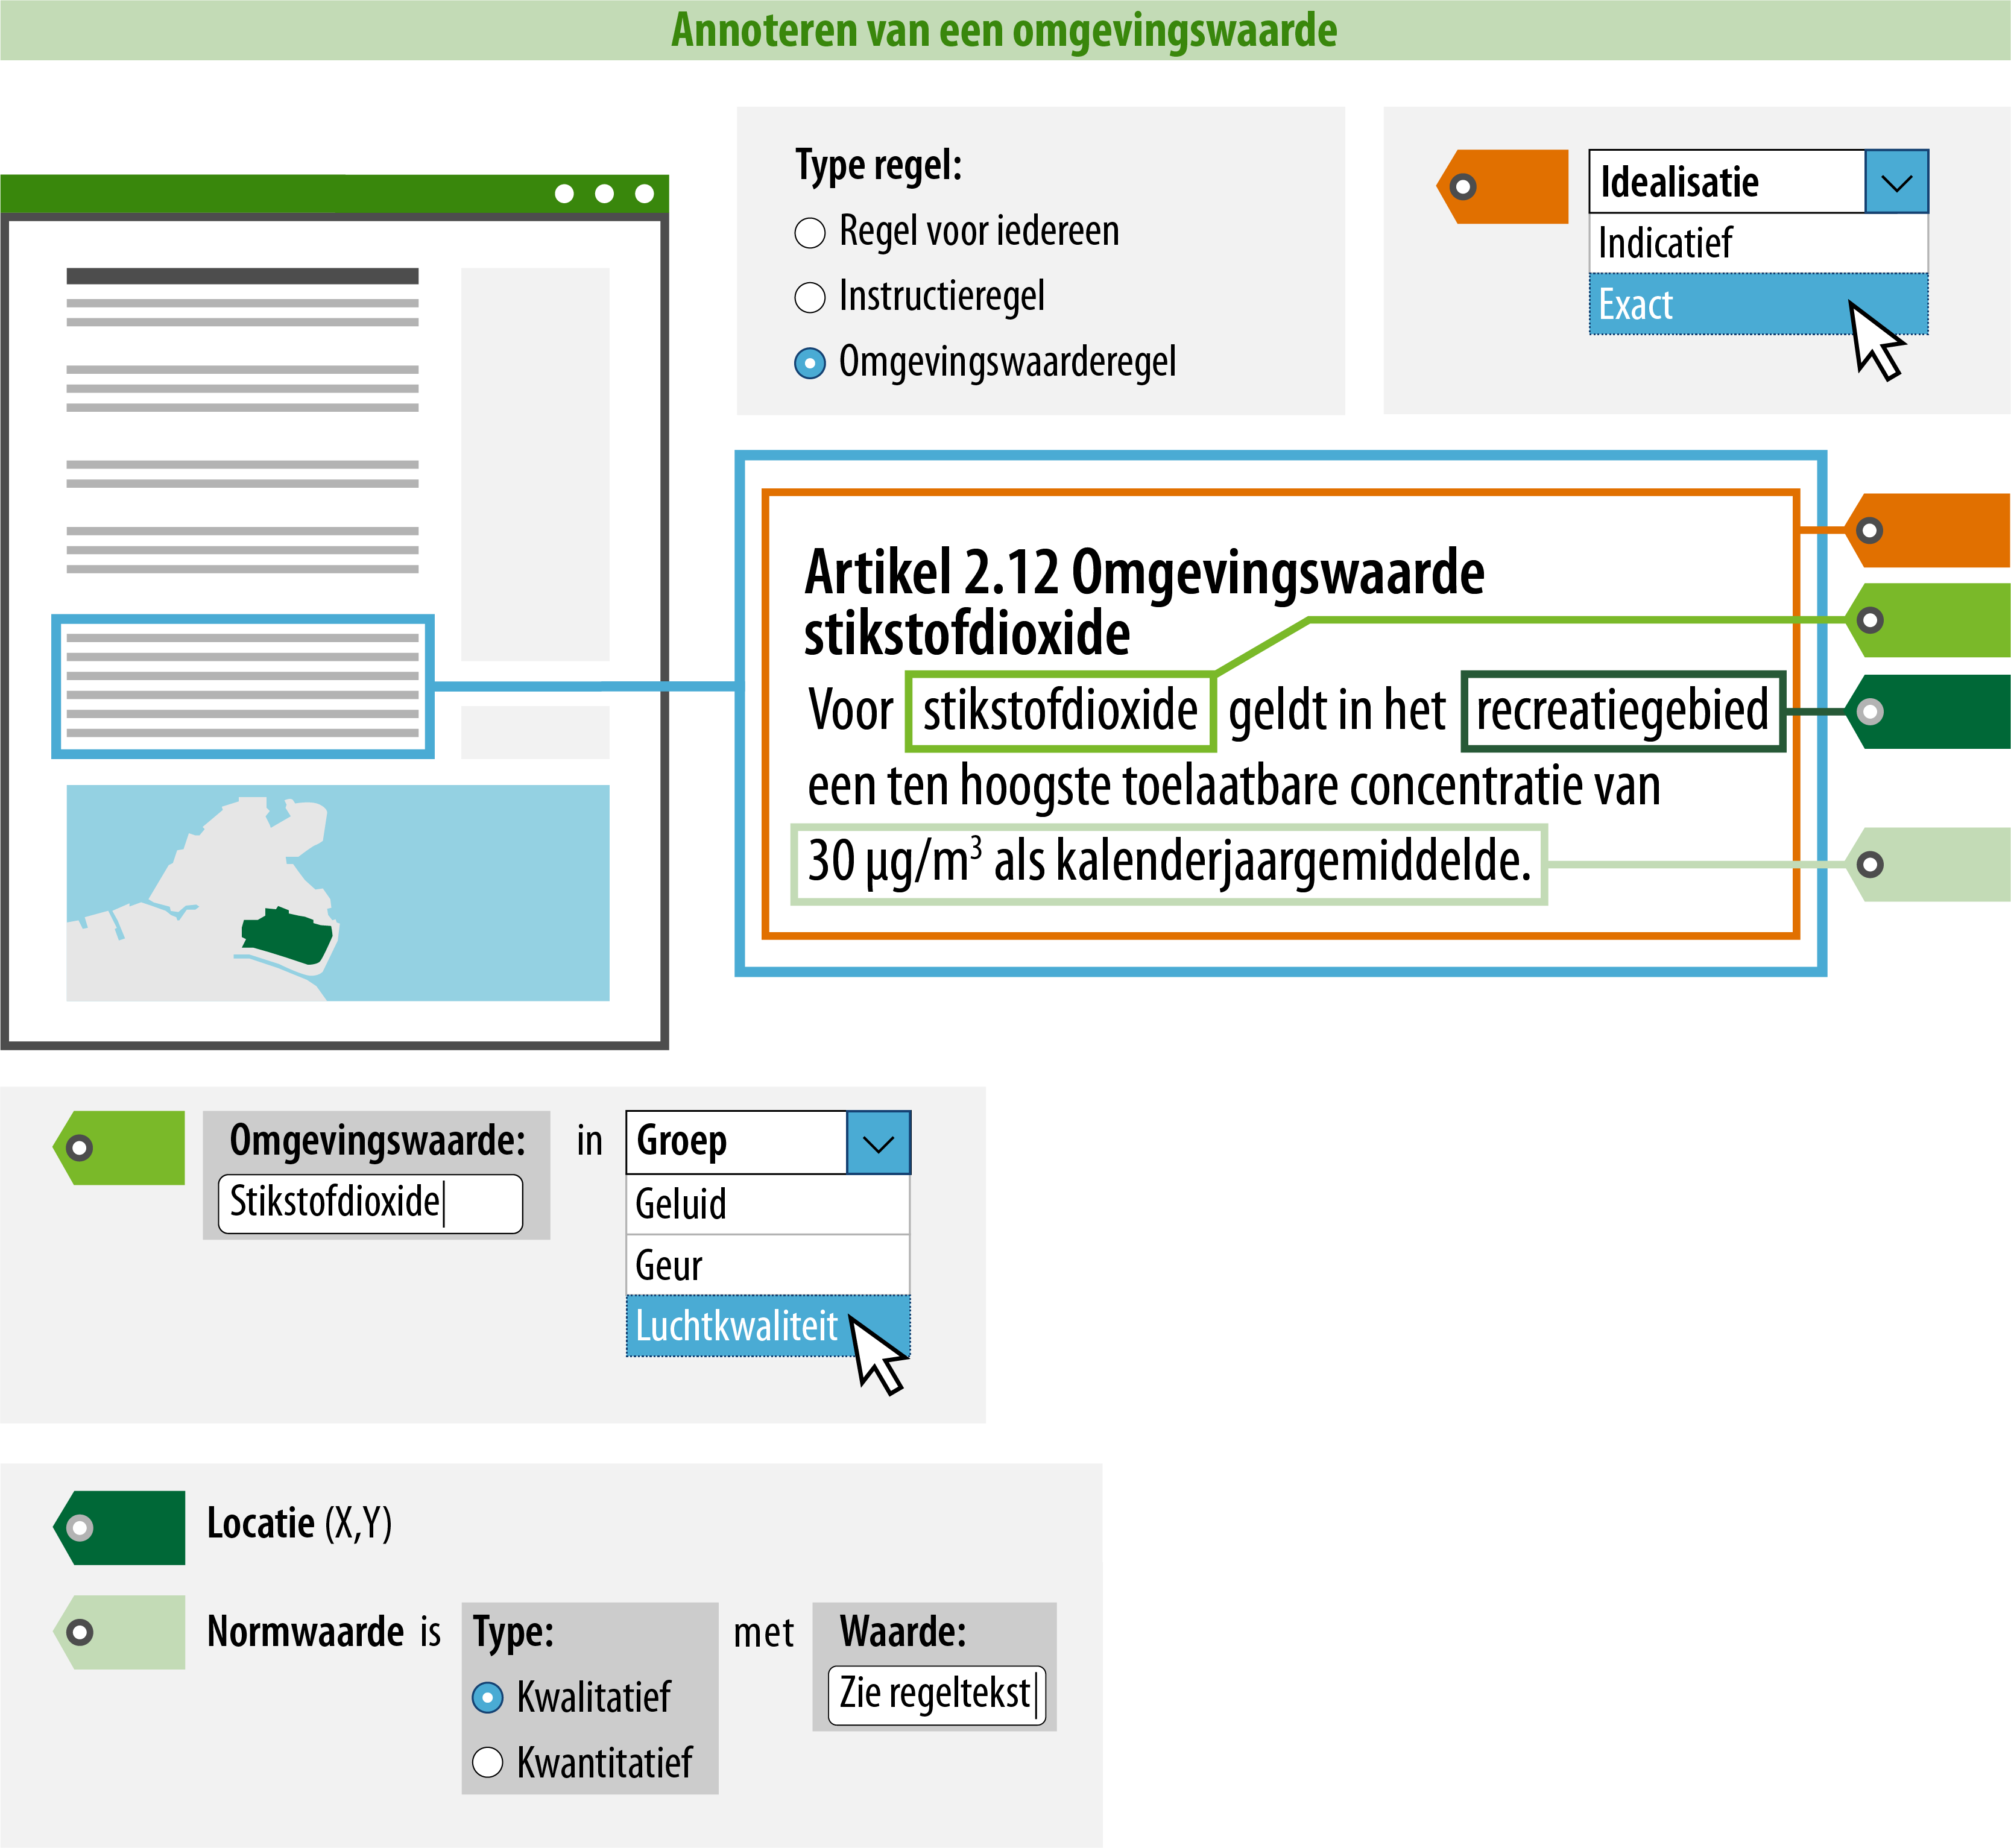 Annoteren van een omgevingswaarde
Type regel:
Regel voor iedereen
Instructieregel
Omgevingswaarderegel
Idealisatie
Indicatief
Exact
Artikel 2.12 Omgevingswaarde
stikstofdioxide
Voor stikstofdioxide geldt in het recreatiegebied
een ten hoogste toelaatbare concentratie van
30 µg/m³ als kalenderjaargemiddelde.
Omgevingswaarde: in Groep
Stikstofdioxide
Geluid
Geur
Luchtkwaliteit
Locatie (X,Y)
Normwaarde is Type: met Waarde:
Kwalitatief
Zie regeltekst
Kwantitatief